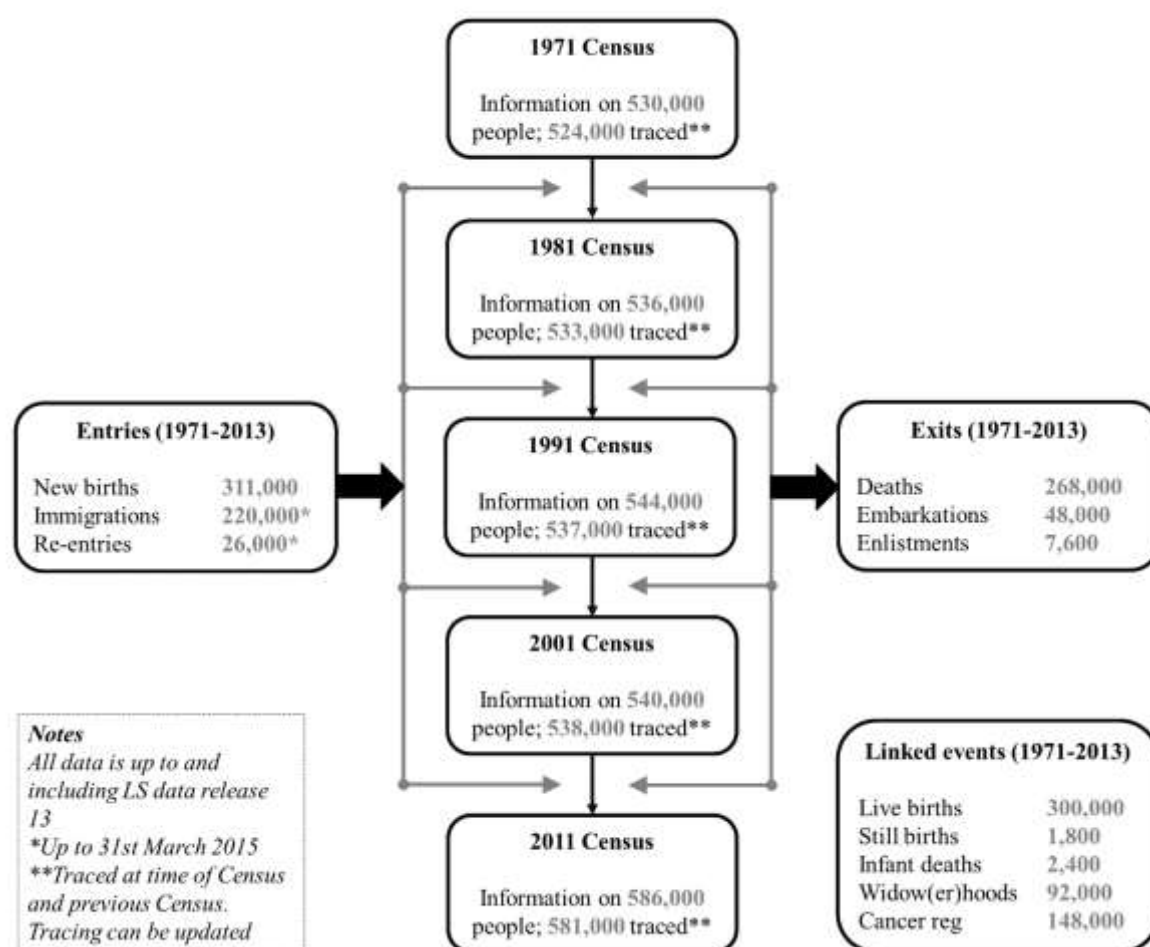 1971 Census
Information on 530,000
people; 524,000 traced**
1981 Census
Information on 536,000
people; 533,000 traced**
Entries (1971-2013)
New births 311,000
Immigrations 220,000*
Re-entries 26,000*
1991 Census
Information on 544,000
people; 537,000 traced**
Exits (1971-2013)
Deaths 268,000
Embarkations 48,000
Enlistments 7,600
2001 Census
Information on 540,000
people; 538,000 traced**
Notes
All data is up to and
including LS data release
13
*Up to 31st March 2015
**Traced at time of Census
and previous Census.
Tracing can be updated
2011 Census
Information on 586,000
people; 581,000 traced**
Linked events (1971-2013)
Live births 300,000
Still births 1,800
Infant deaths 2,400
Widow(er)hoods 92,000
Cancer reg 148,000